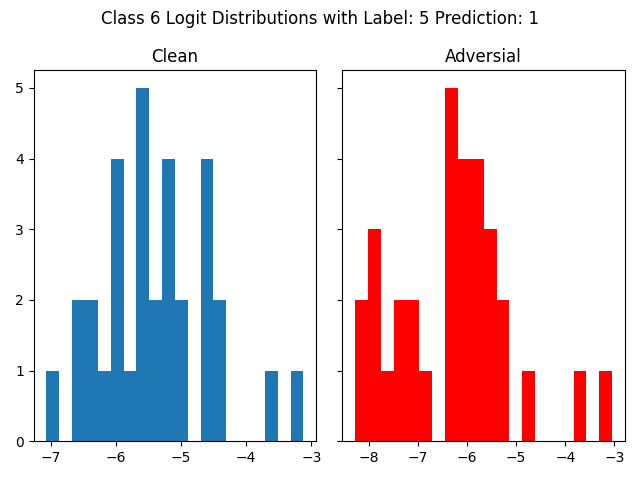 Class 6 Logit Distributions with Label: 5 Prediction: 1
Clean
Adversial
5
4
3
2
1
0
−7 −6 −5 −4 −3
−8 −7 −6 −5 −4 −3